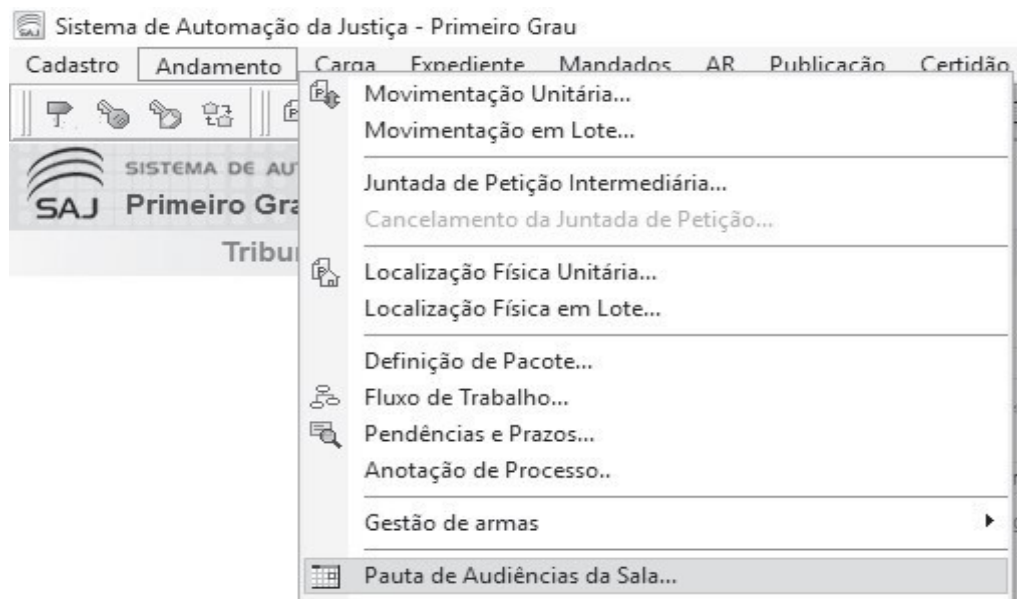 Sistema de Automação da Justiça - Primeiro Grau
Cadastro Andamento Carga Expediente Mandados AR Publicação Certidão
SISTEMA DE AU
SAJ Primeiro Gra
Tribu
Movimentação Unitária...
Movimentação em Lote...
Juntada de Petição Intermediária...
Cancelamento da Juntada de Petição...
Localização Física Unitária...
Localização Física em Lote...
Definição de Pacote...
Fluxo de Trabalho...
Pendências e Prazos...
Anotação de Processo..
Gestão de armas
Pauta de Audiências da Sala...